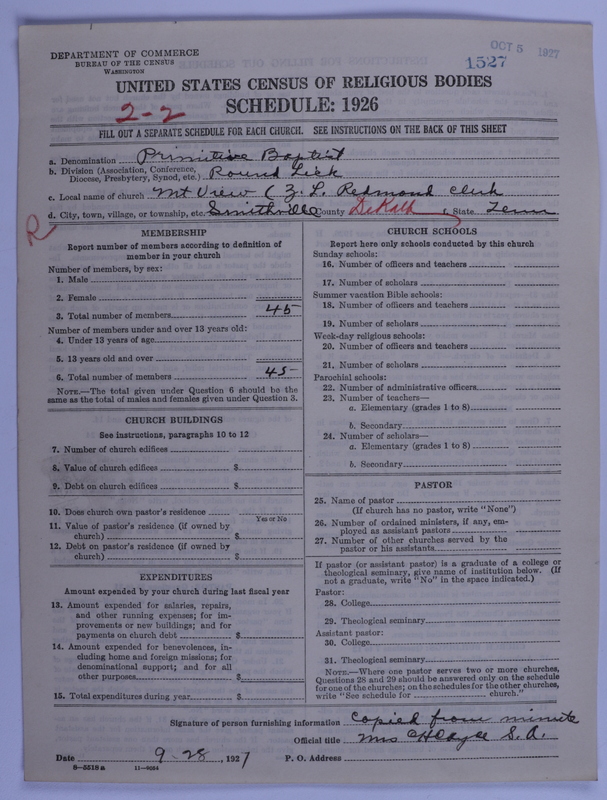 DEPARTMENT OF COMMERCE
BUREAU OF THE CENSUS
WASHINGTON
OCT 5 1927
1527
UNITED STATES CENSUS OF RELIGIOUS BODIES
SCHEDULE: 1926
2-2
FILL OUT A SEPARATE SCHEDULE FOR EACH CHURCH. SEE INSTRUCTIONS ON THE BACK OF THIS SHEET
a. Denomination Primitive Baptist
b. Division (Association, Conference, Diocese, Presbytery, Synod, etc.) Round Lick
c. Local name of church Mt View ( Z. L. Redmond Clerk
d. City, town, village, or township, etc. Smithville County DeKalb, State Tenn
R
MEMBERSHIP
Report number of members according to definition of
member in your church
Number of members, by sex:
1. Male
2. Female
3. Total number of members 45
Number of members under and over 13 years old:
4. Under 13 years of age
5. 13 years old and over
6. Total number of members 45
NOTE.—The total given under Question 6 should be the
same as the total of males and females given under Question 3.
CHURCH BUILDINGS
See instructions, paragraphs 10 to 12
7. Number of church edifices
8. Value of church edifices $
9. Debt on church edifices $
10. Does church own pastor's residence
Yes or No
11. Value of pastor's residence (if owned by
church) $
12. Debt on pastor's residence (if owned by
church) $
EXPENDITURES
Amount expended by your church during last fiscal year
13. Amount expended for salaries, repairs,
and other running expenses; for im-
provements or new buildings; and for
payments on church debt $
14. Amount expended for benevolences, in-
cluding home and foreign missions; for
denominational support; and for all
other purposes $
15. Total expenditures during year $
CHURCH SCHOOLS
Report here only schools conducted by this church
Sunday schools:
16. Number of officers and teachers
17. Number of scholars
Summer vacation Bible schools:
18. Number of officers and teachers
19. Number of scholars
Week-day religious schools:
20. Number of officers and teachers
21. Number of scholars
Parochial schools:
22. Number of administrative officers
23. Number of teachers—
a. Elementary (grades 1 to 8)
b. Secondary
24. Number of scholars—
a. Elementary (grades 1 to 8)
b. Secondary
PASTOR
25. Name of pastor
(If church has no pastor, write "None")
26. Number of ordained ministers, if any, em-
ployed as assistant pastors
27. Number of other churches served by the
pastor or his assistants
If pastor (or assistant pastor) is a graduate of a college or
theological seminary, give name of institution below. (If
not a graduate, write "No" in the space indicated.)
Pastor:
28. College
29. Theological seminary
Assistant pastor:
30. College
31. Theological seminary
NOTE.—Where one pastor serves two or more churches,
Questions 28 and 29 should be answered only on the schedule
for one of the churches; on the schedules for the other churches,
write "See schedule for church."
Signature of person furnishing information Copied from minute
Official title Mrs C H Cayce S. A.
Date 9-28, 1927 P. O. Address
8-5518a 11-8054